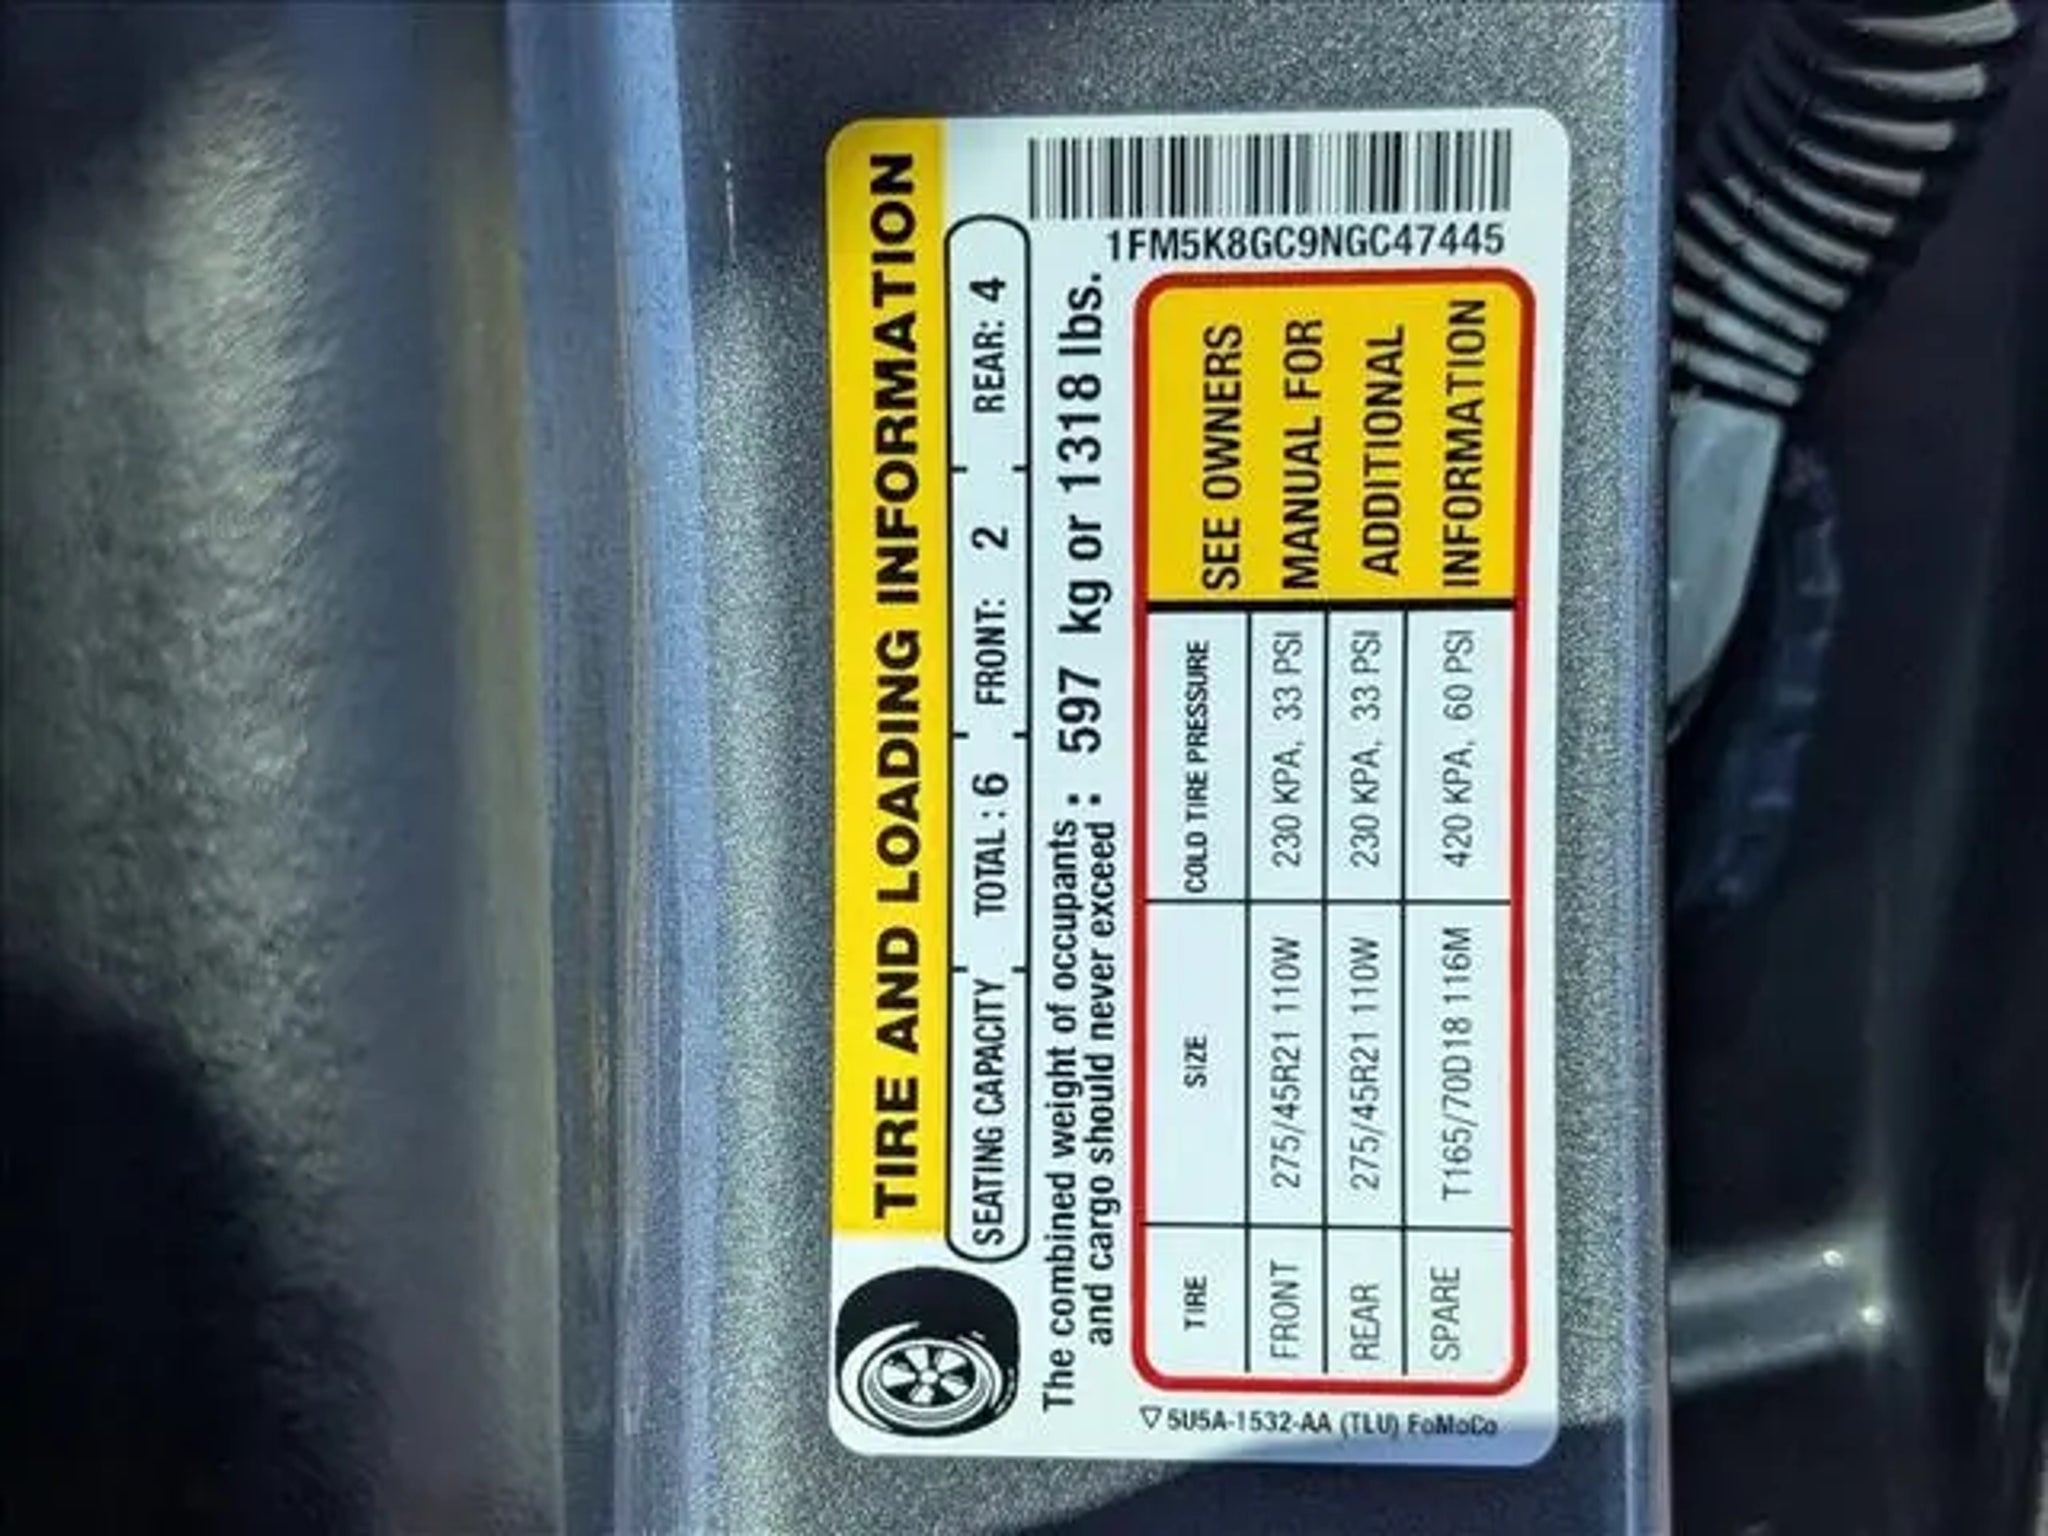 TIRE AND LOADING INFORMATION
SEATING CAPACITY TOTAL : 6 FRONT: 2 REAR: 4
The combined weight of occupants :
and cargo should never exceed : 597 kg or 1318 lbs.
1FM5K8GC9NGC47445
TIRE SIZE COLD TIRE PRESSURE
FRONT 275/45R21 110W 230 KPA, 33 PSI
REAR 275/45R21 110W 230 KPA, 33 PSI
SPARE T165/70D18 116M 420 KPA, 60 PSI
SEE OWNERS
MANUAL FOR
ADDITIONAL
INFORMATION
5U5A-1532-AA (TLU) FoMoCo